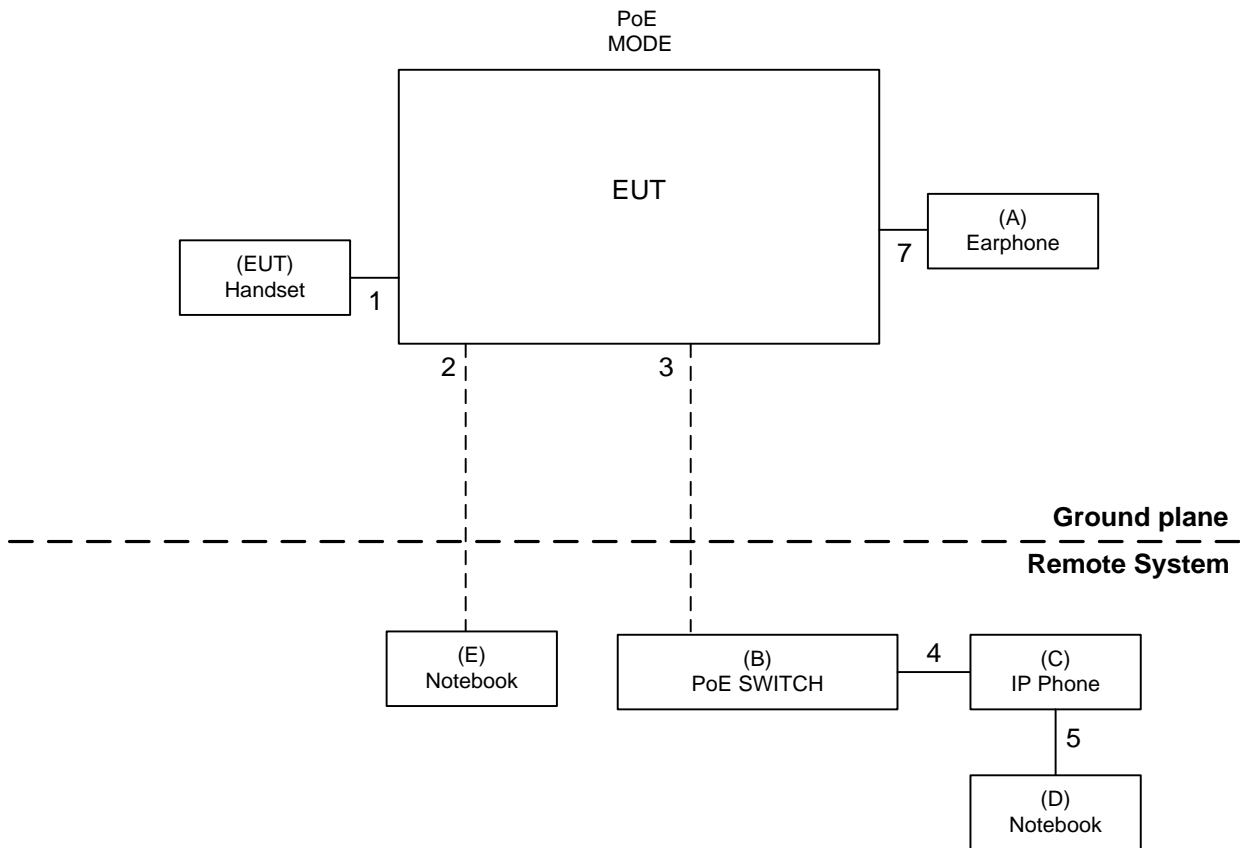 PoE
MODE
EUT
(A)
Earphone
7
(EUT)
Handset
1
2
3
Ground plane
Remote System
(E)
Notebook
(B)
PoE SWITCH
4
(C)
IP Phone
5
(D)
Notebook